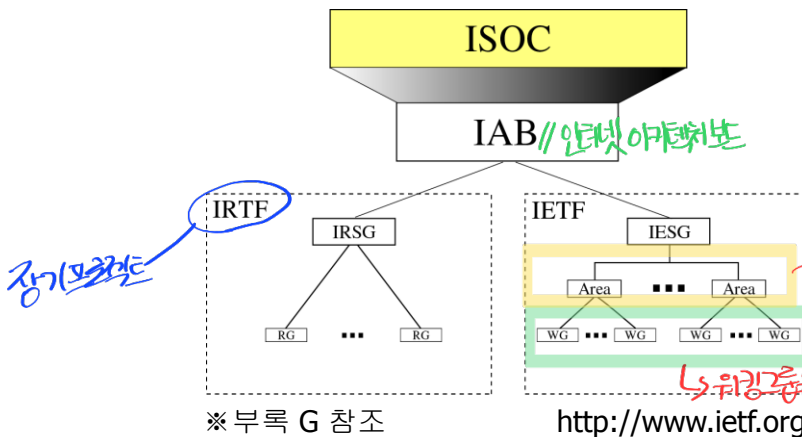 ISOC
IAB // 인터넷 아키텍처 보드
IRTF
IETF
IRSG
IESG
장기프로젝트
Area ... Area
RG ... RG
WG ... WG WG ... WG
↳ 워킹그룹
※ 부록 G 참조
http://www.ietf.org